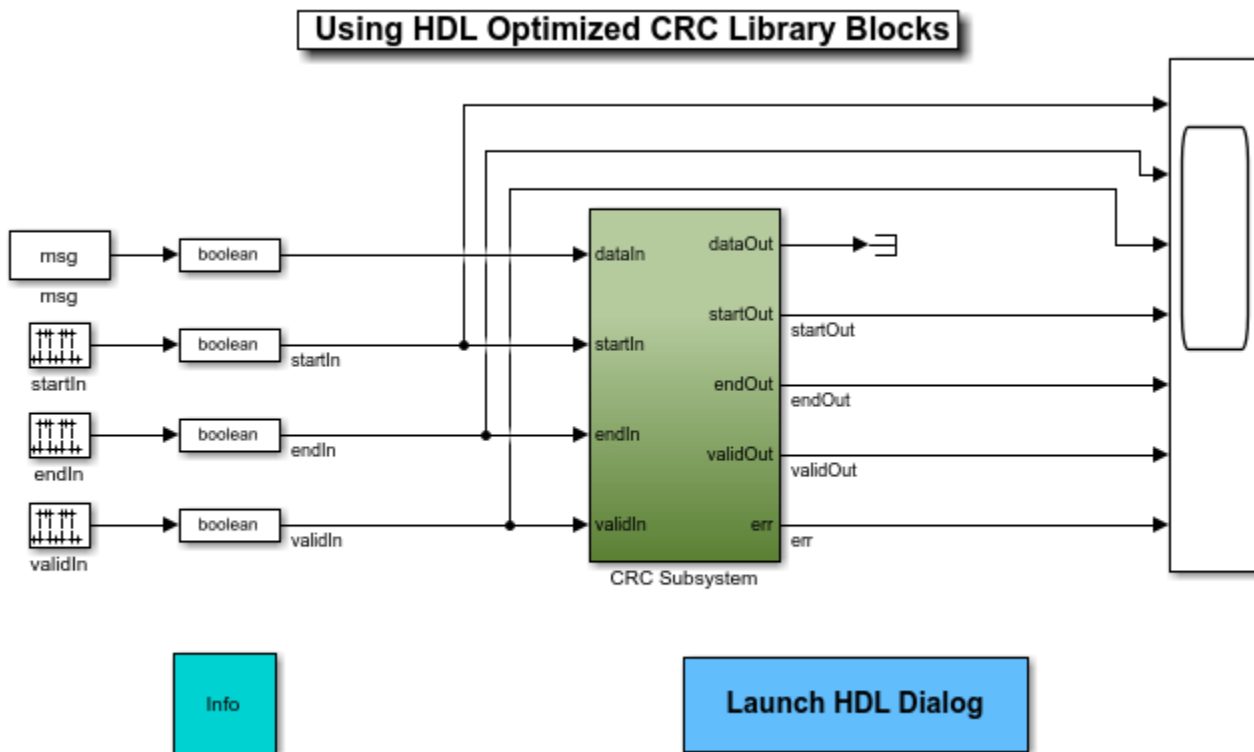 Using HDL Optimized CRC Library Blocks
msg
boolean
dataIn
dataOut
msg
startOut
boolean
startIn
startOut
startIn
startIn
endOut
boolean
endIn
endOut
endIn
endIn
validOut
boolean
validIn
err
validOut
validIn
err
validIn
CRC Subsystem
Info
Launch HDL Dialog